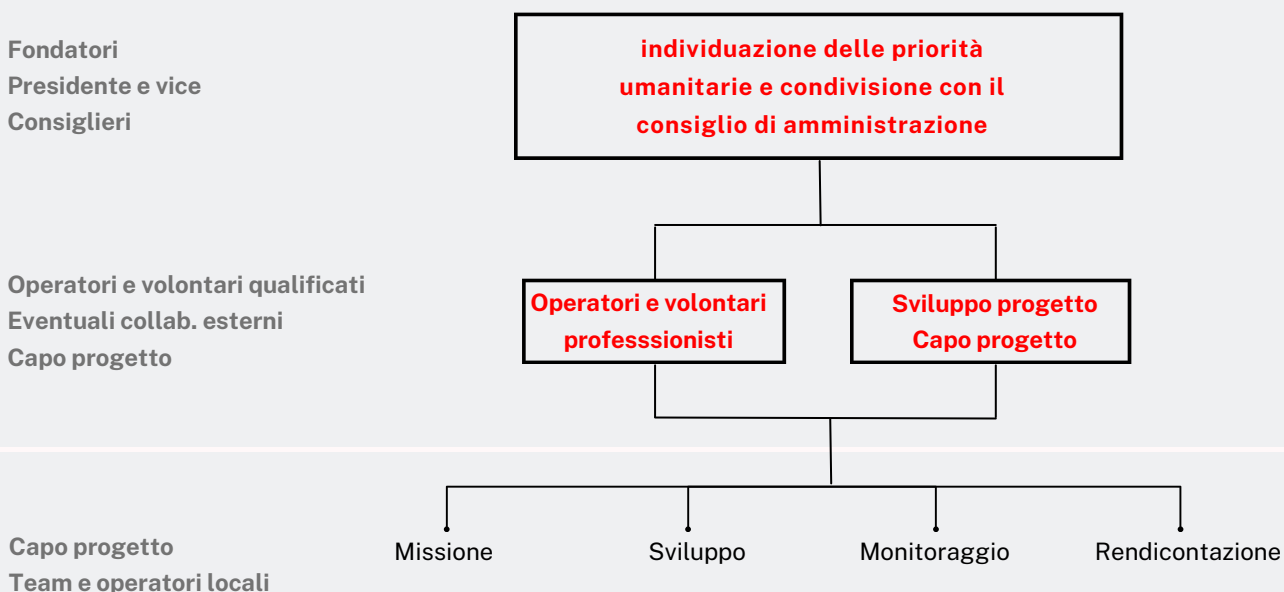 Fondatori
Presidente e vice
Consiglieri
individuazione delle priorità
umanitarie e condivisione con il
consiglio di amministrazione
Operatori e volontari qualificati
Eventuali collab. esterni
Capo progetto
Operatori e volontari
professsionisti
Sviluppo progetto
Capo progetto
Capo progetto
Team e operatori locali
Missione
Sviluppo
Monitoraggio
Rendicontazione